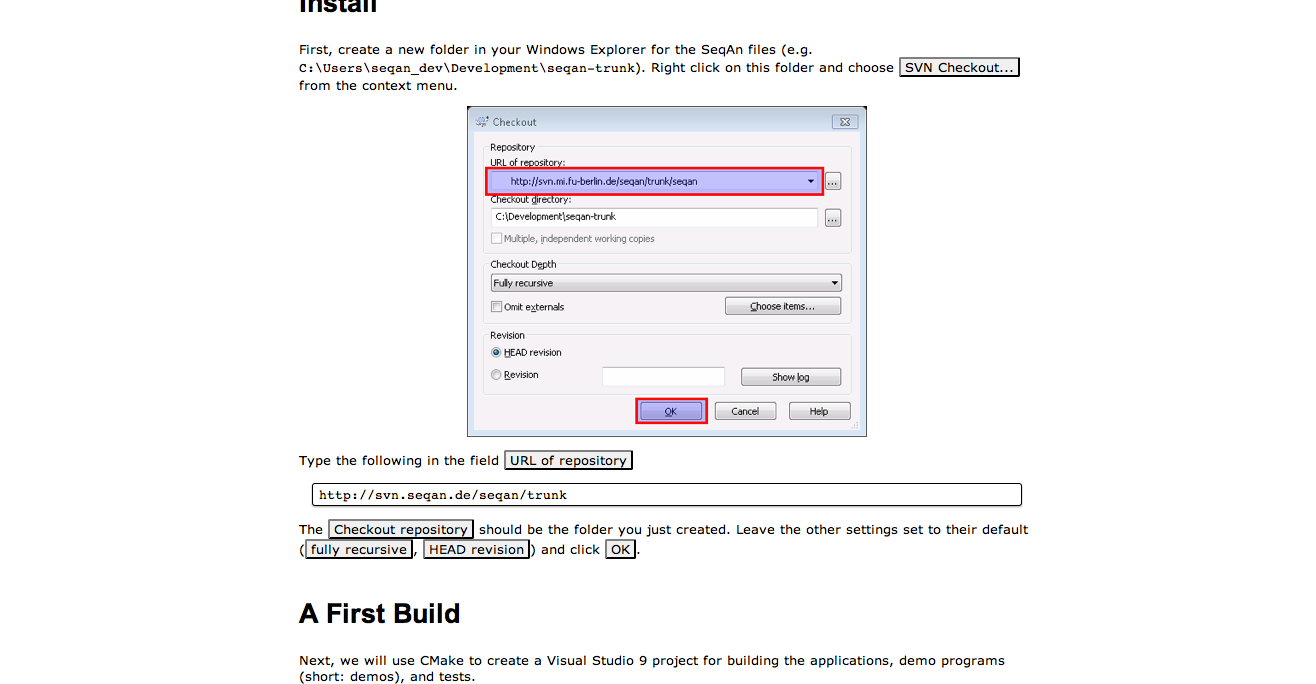 Install
First, create a new folder in your Windows Explorer for the SeqAn files (e.g.
C:\Users\seqan_dev\Development\seqan-trunk). Right click on this folder and choose SVN Checkout...
from the context menu.
Checkout
Repository
URL of repository:
http://svn.mi.fu-berlin.de/seqan/trunk/seqan
...
Checkout directory:
C:\Development\seqan-trunk
...
Multiple, independent working copies
Checkout Depth
Fully recursive
Omit externals
Choose items...
Revision
HEAD revision
Revision
Show log
OK Cancel Help
Type the following in the field URL of repository
http://svn.seqan.de/seqan/trunk
The Checkout repository should be the folder you just created. Leave the other settings set to their default
(fully recursive, HEAD revision) and click OK.
A First Build
Next, we will use CMake to create a Visual Studio 9 project for building the applications, demo programs
(short: demos), and tests.